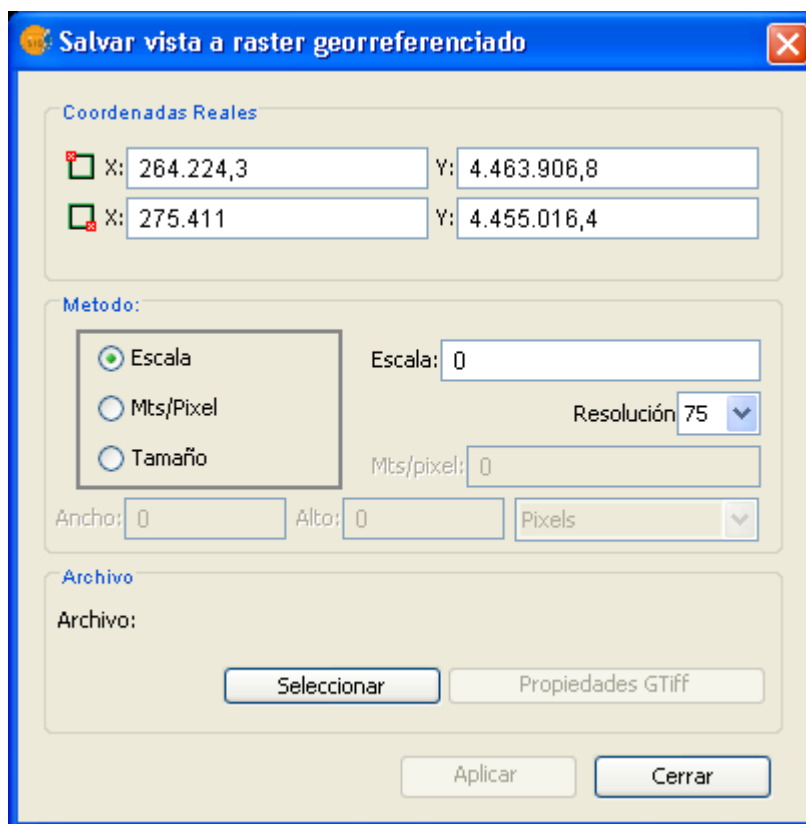 Salvar vista a raster georreferenciado
Coordenadas Reales
X: 264.224,3 Y: 4.463.906,8
X: 275.411 Y: 4.455.016,4
Metodo:
Escala Escala: 0
Mts/Pixel Resolución 75
Tamaño Mts/pixel: 0
Ancho: 0 Alto: 0 Pixels
Archivo
Archivo:
Seleccionar Propiedades GTiff
Aplicar Cerrar